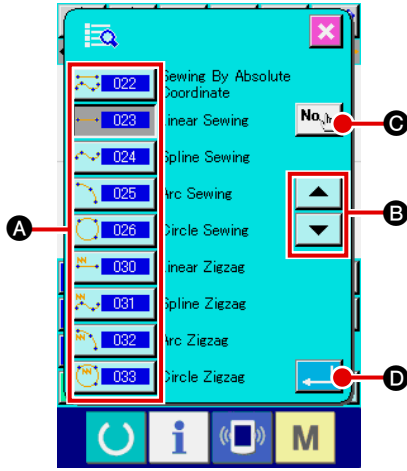 022 Sewing By Absolute
Coordinate
023 Linear Sewing
No.
024 Spline Sewing
025 Arc Sewing
026 Circle Sewing
030 Linear Zigzag
031 Spline Zigzag
032 Arc Zigzag
033 Circle Zigzag
A
B
C
D
i
M